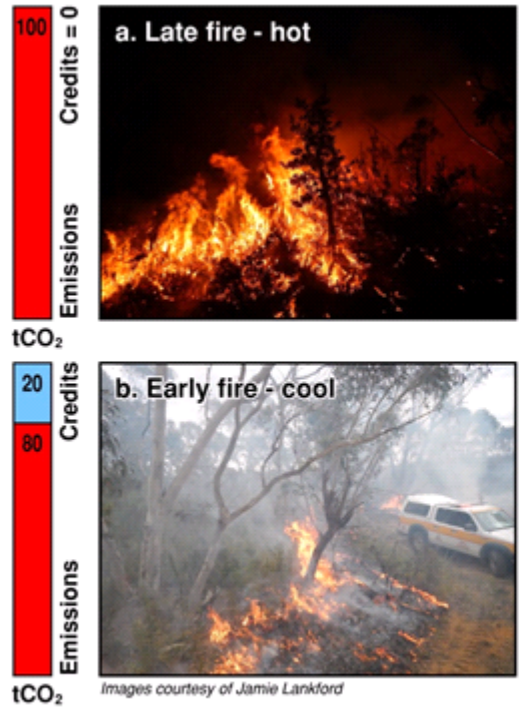 100
Credits = 0
Emissions
tCO₂
a. Late fire - hot
20
Credits
80
Emissions
tCO₂
b. Early fire - cool
Images courtesy of Jamie Lankford